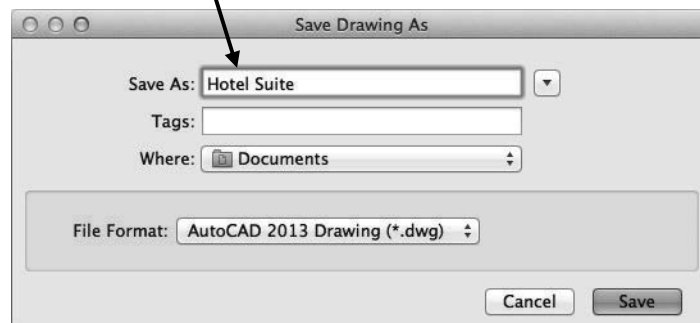 Save Drawing As
Save As: Hotel Suite
Tags:
Where: Documents
File Format: AutoCAD 2013 Drawing (*.dwg)
Cancel Save